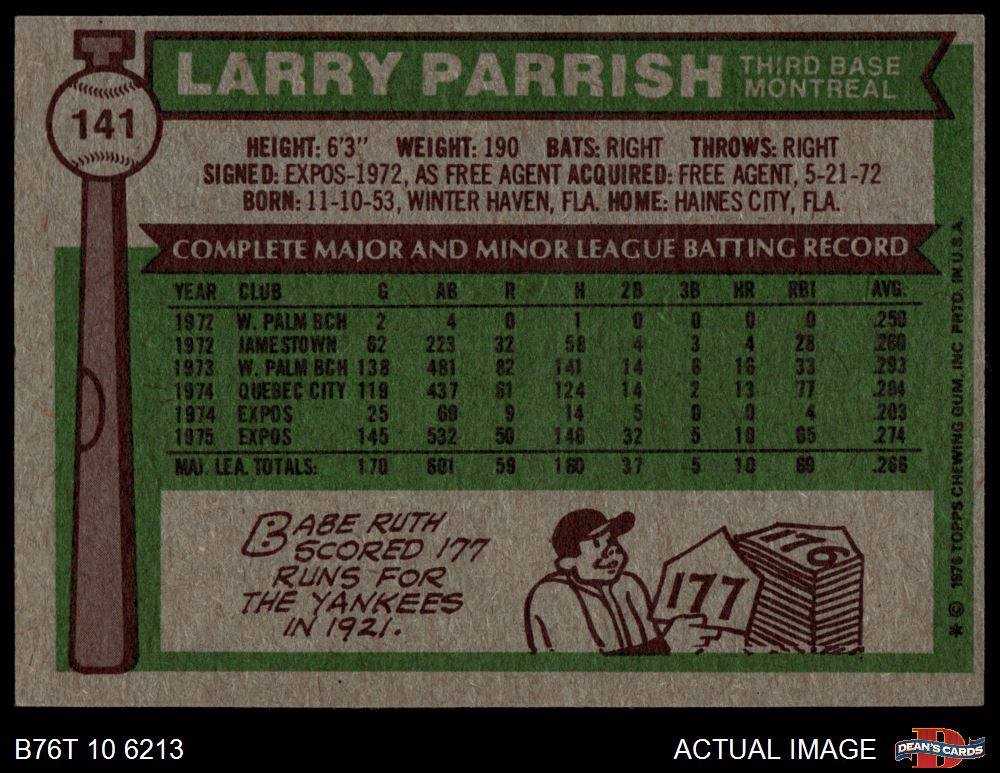 LARRY PARRISH THIRD BASE
MONTREAL
141
HEIGHT: 6'3" WEIGHT: 190 BATS: RIGHT THROWS: RIGHT
SIGNED: EXPOS-1972, AS FREE AGENT ACQUIRED: FREE AGENT, 5-21-72
BORN: 11-10-53, WINTER HAVEN, FLA. HOME: HAINES CITY, FLA.
COMPLETE MAJOR AND MINOR LEAGUE BATTING RECORD
YEAR CLUB G AB R H 2B 3B HR RBI AVG.
1972 W. PALM BCH 2 4 0 1 0 0 0 0 .250
1972 JAMESTOWN 62 223 32 58 4 3 4 28 .260
1973 W. PALM BCH 138 481 82 141 14 6 16 33 .293
1974 QUEBEC CITY 119 437 61 124 14 2 13 77 .284
1974 EXPOS 25 69 9 14 5 0 0 4 .203
1975 EXPOS 145 532 50 146 32 5 10 65 .274
MAJ. LEA. TOTALS: 170 601 59 160 37 5 10 69 .266
BABE RUTH
SCORED 177
RUNS FOR
THE YANKEES
IN 1921.
177
176
* © 1976 TOPPS CHEWING GUM, INC PRTD. IN U.S.A.
B76T 10 6213
ACTUAL IMAGE
D
DEAN'S CARDS